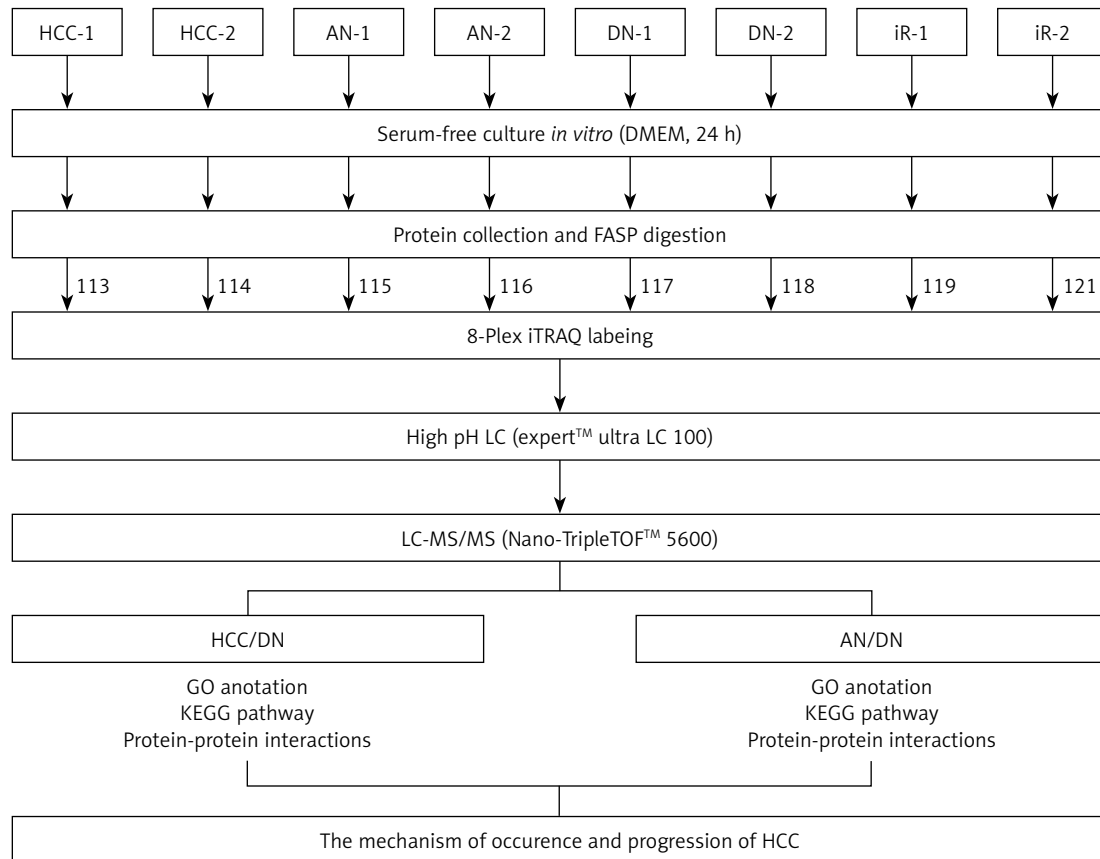 HCC-1 HCC-2 AN-1 AN-2 DN-1 DN-2 iR-1 iR-2
Serum-free culture in vitro (DMEM, 24 h)
Protein collection and FASP digestion
113 114 115 116 117 118 119 121
8-Plex iTRAQ labeing
High pH LC (expert™ ultra LC 100)
LC-MS/MS (Nano-TripleTOF™ 5600)
HCC/DN
GO anotation
KEGG pathway
Protein-protein interactions
AN/DN
GO anotation
KEGG pathway
Protein-protein interactions
The mechanism of occurence and progression of HCC